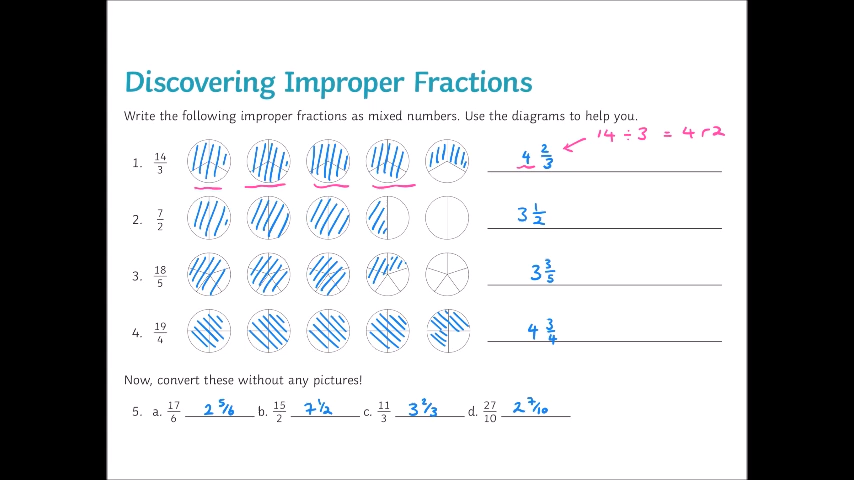 Discovering Improper Fractions
Write the following improper fractions as mixed numbers. Use the diagrams to help you.
14 ÷ 3 = 4 r 2
1. 14/3 4 2/3
2. 7/2 3 1/2
3. 18/5 3 3/5
4. 19/4 4 3/4
Now, convert these without any pictures!
5. a. 17/6 2 5/6 b. 15/2 7 1/2 c. 11/3 3 2/3 d. 27/10 2 7/10